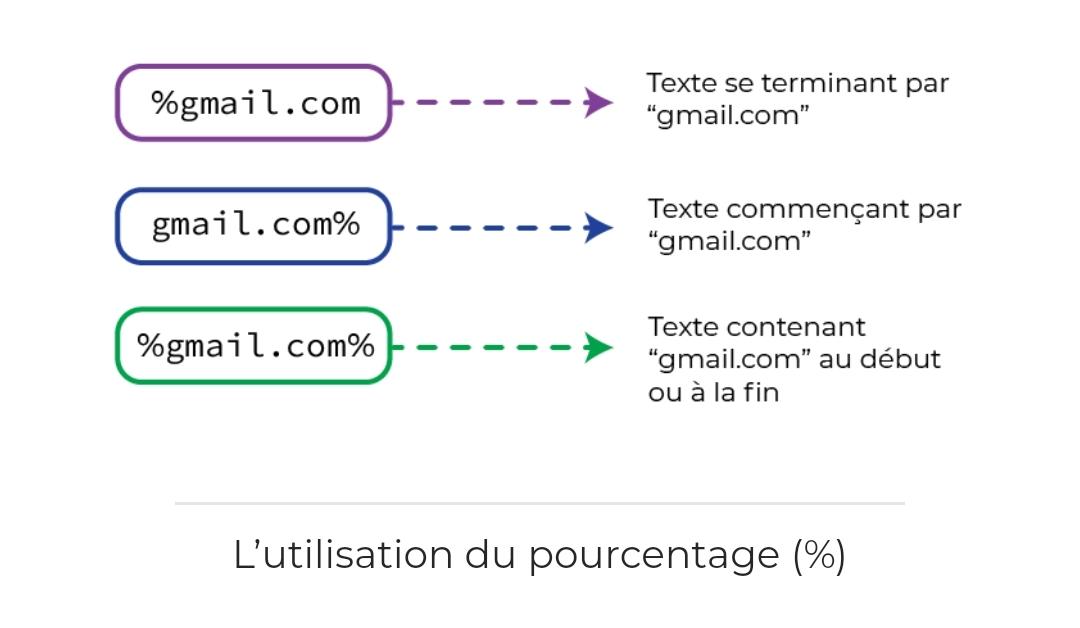 %gmail.com
Texte se terminant par
“gmail.com”
gmail.com%
Texte commençant par
“gmail.com”
%gmail.com%
Texte contenant
“gmail.com” au début
ou à la fin
L’utilisation du pourcentage (%)